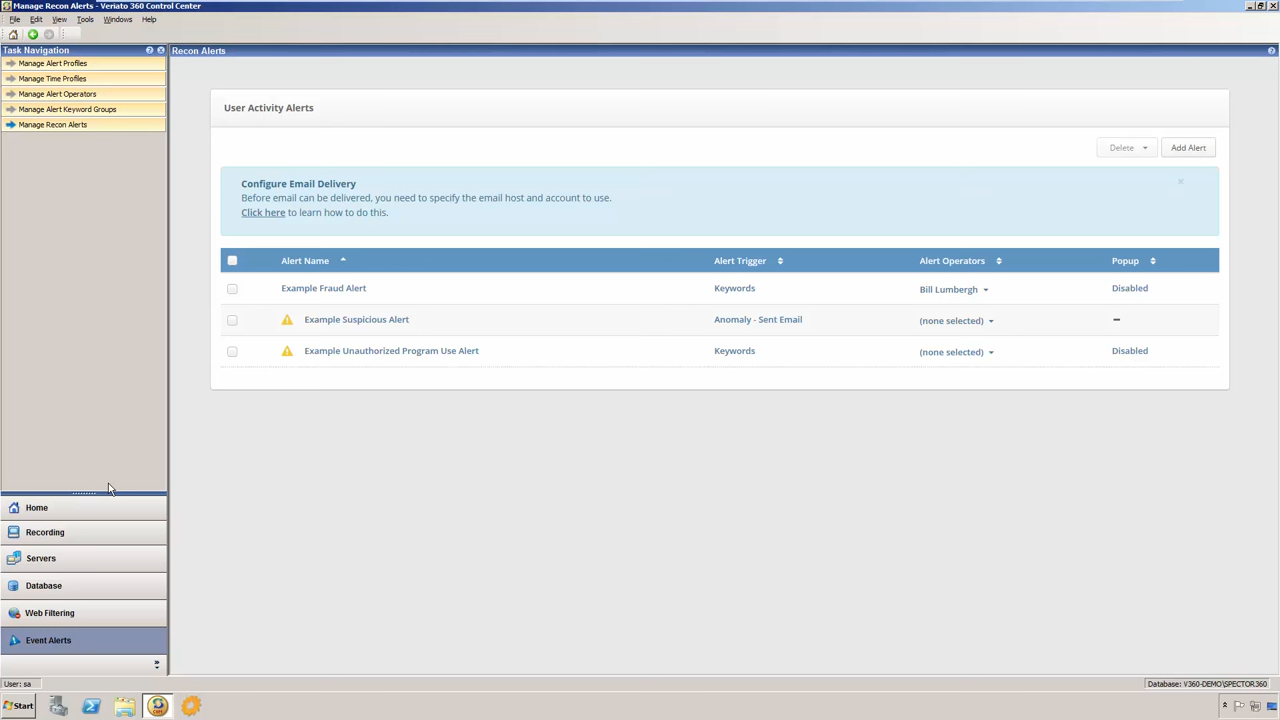 Manage Recon Alerts - Veriato 360 Control Center
File Edit View Tools Windows Help
Task Navigation
Manage Alert Profiles
Manage Time Profiles
Manage Alert Operators
Manage Alert Keyword Groups
Manage Recon Alerts
Recon Alerts
User Activity Alerts
Delete Add Alert
Configure Email Delivery
Before email can be delivered, you need to specify the email host and account to use.
Click here to learn how to do this.
Alert Name Alert Trigger Alert Operators Popup
Example Fraud Alert Keywords Bill Lumbergh Disabled
Example Suspicious Alert Anomaly - Sent Email (none selected) –
Example Unauthorized Program Use Alert Keywords (none selected) Disabled
Home
Recording
Servers
Database
Web Filtering
Event Alerts
User: sa
Database: V360-DEMO\SPECTOR360
Start